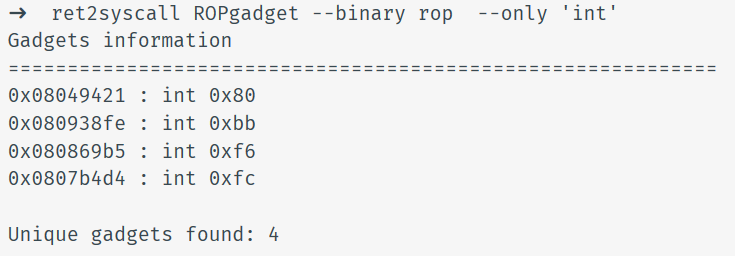 ➜  ret2syscall ROPgadget --binary rop  --only 'int'
Gadgets information
============================================================
0x08049421 : int 0x80
0x080938fe : int 0xbb
0x080869b5 : int 0xf6
0x0807b4d4 : int 0xfc

Unique gadgets found: 4